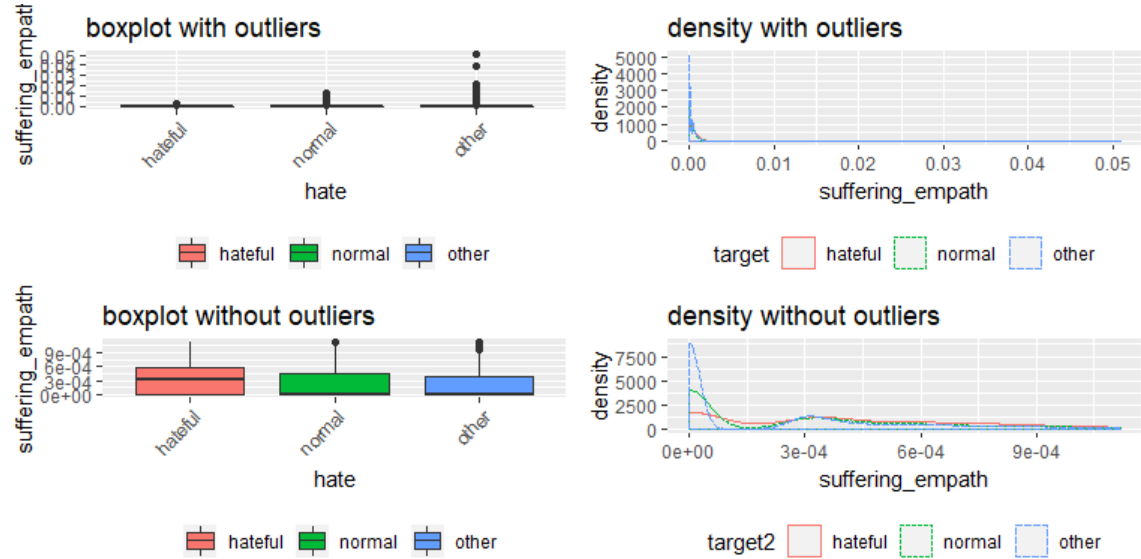 boxplot with outliers
suffering_empath
0.05
0.04
0.03
0.02
0.01
0.00
hateful normal other
hate
hateful normal other
density with outliers
density
5000
4000
3000
2000
1000
0
0.00 0.01 0.02 0.03 0.04 0.05
suffering_empath
target hateful normal other
boxplot without outliers
suffering_empath
9e-04
6e-04
3e-04
0e+00
hateful normal other
hate
hateful normal other
density without outliers
density
7500
5000
2500
0
0e+00 3e-04 6e-04 9e-04
suffering_empath
target2 hateful normal other